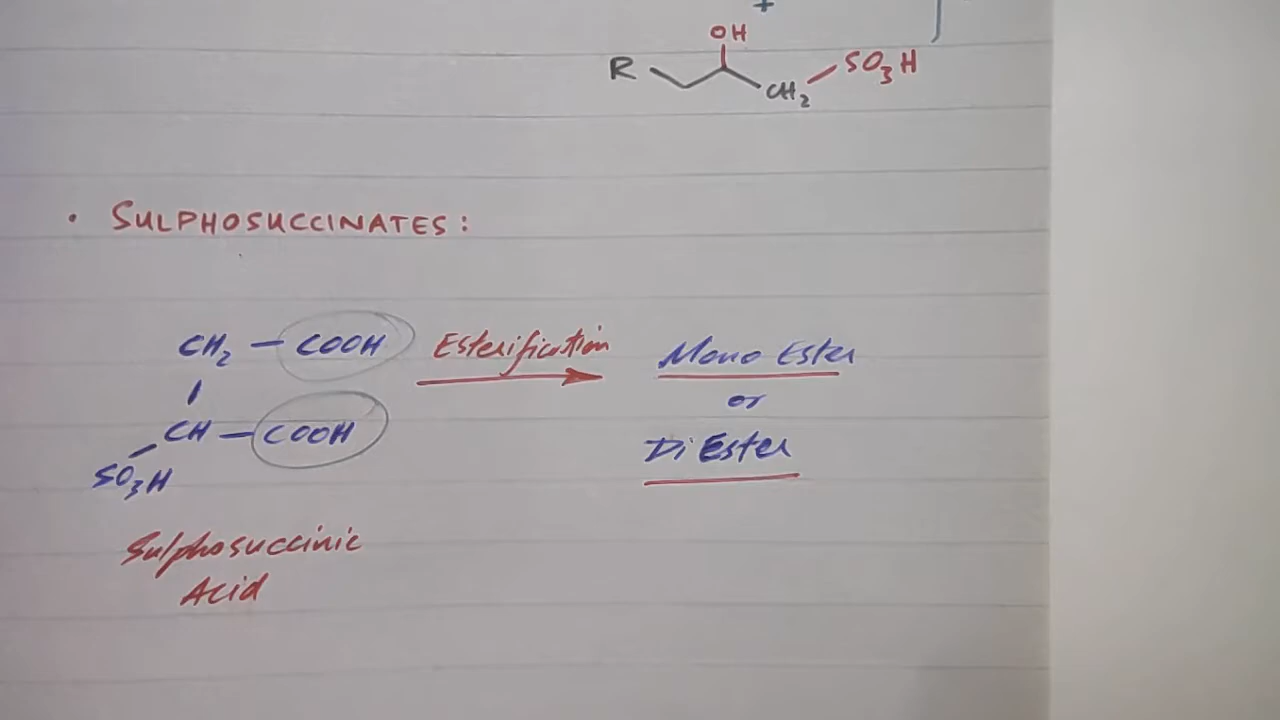 +
OH
R CH2 SO3H
• SULPHOSUCCINATES:
CH2 — COOH Esterification Mono Ester
or
CH — COOH Di Ester
SO3H
Sulphosuccinic
Acid